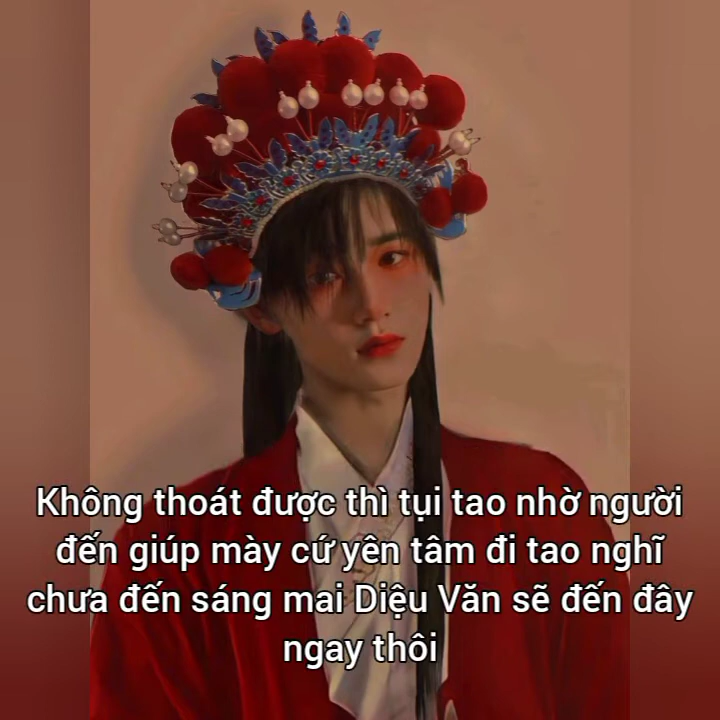 Không thoát được thì tụi tao nhờ người
đến giúp mày cứ yên tâm đi tao nghĩ
chưa đến sáng mai Diệu Văn sẽ đến đây
ngay thôi